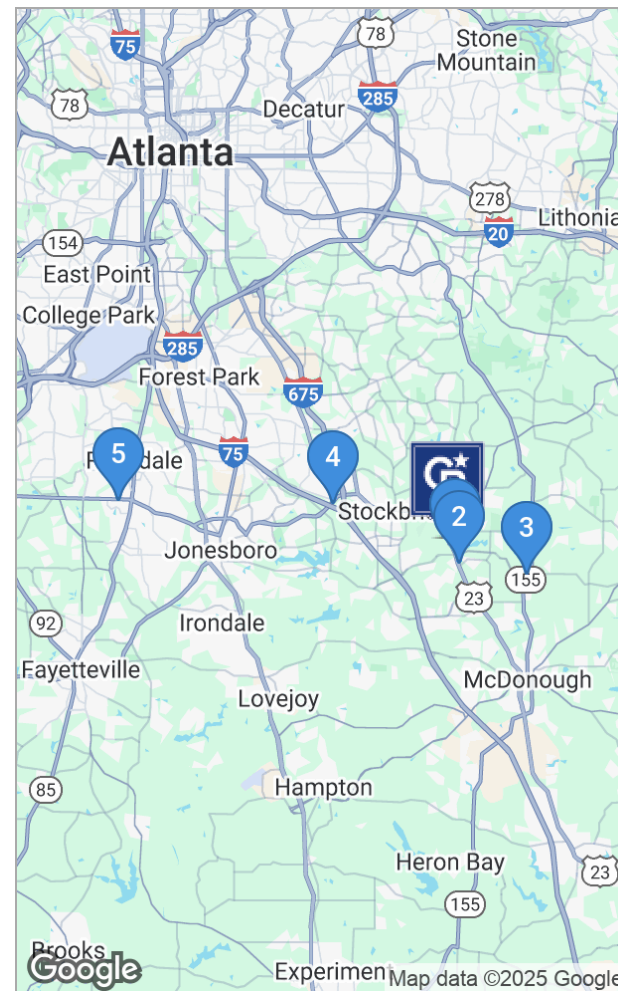 75
78
Stone
Mountain
Decatur
285
78
Atlanta
278
Lithonia
20
154
East Point
College Park
285
Forest Park
675
75
5
4
Stockbri
2
3
155
Jonesboro
23
92
Irondale
Fayetteville
McDonough
Lovejoy
85
Hampton
Heron Bay
23
155
Brooks
Google
Experiment
Map data ©2025 Google